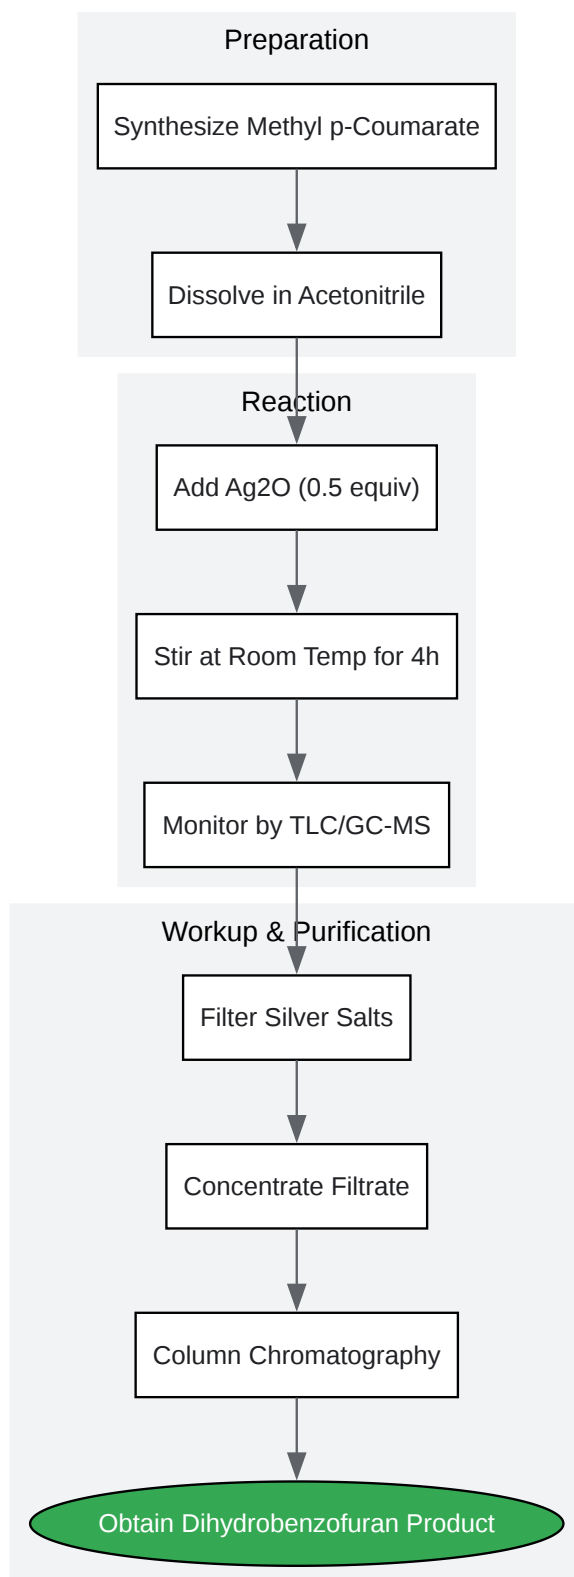 Preparation
Synthesize Methyl p-Coumarate
Dissolve in Acetonitrile
Reaction
Add Ag2O (0.5 equiv)
Stir at Room Temp for 4h
Monitor by TLC/GC-MS
Workup & Purification
Filter Silver Salts
Concentrate Filtrate
Column Chromatography
Obtain Dihydrobenzofuran Product